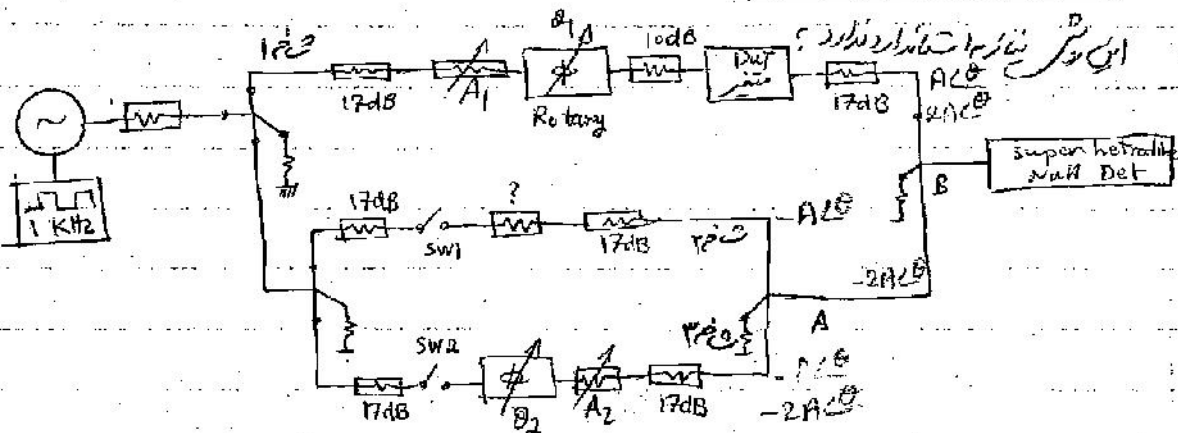 این روش نیاز به استاندارد ندارد :
شاخه ۱
17dB
A1
θ1
ϕ
Rotary
10dB
DUT
متغیر
17dB
A∠θ
2A∠θ
1 KHz
super hetrodine
Null Det
B
17dB
SW1
?
17dB
شاخه ۲
-A∠θ
-2A∠θ
A
شاخه ۳
17dB
SW2
ϕ
θ2
A2
17dB
-A∠θ
-2A∠θ